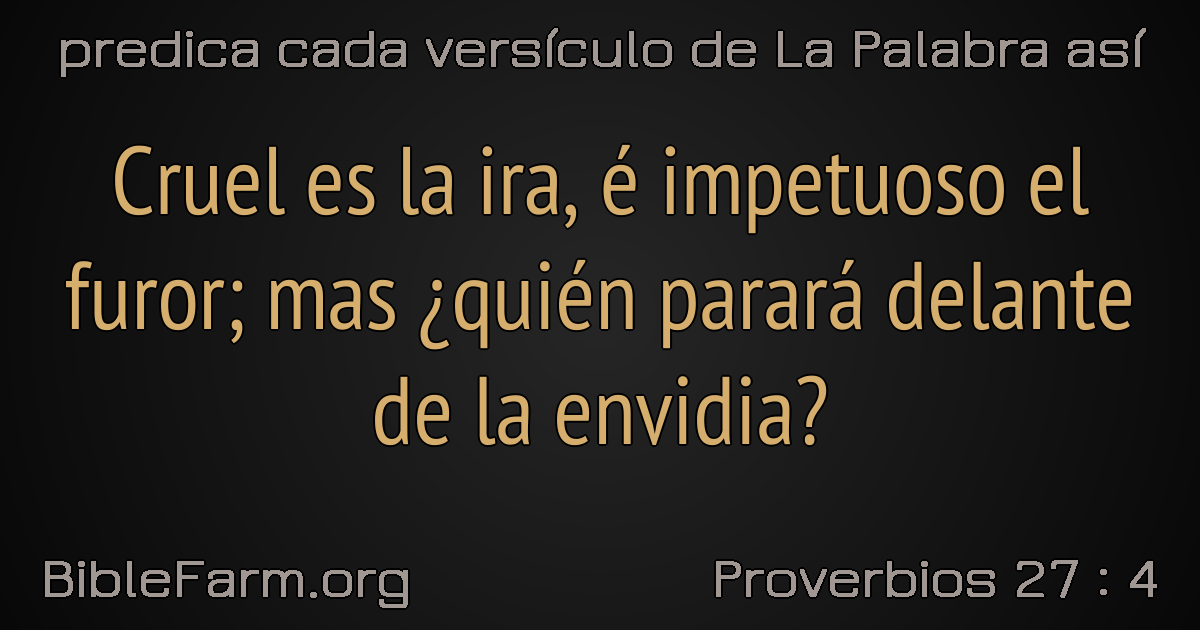 predica cada versículo de La Palabra así
Cruel es la ira, é impetuoso el
furor; mas ¿quién parará delante
de la envidia?
BibleFarm.org
Proverbios 27 : 4